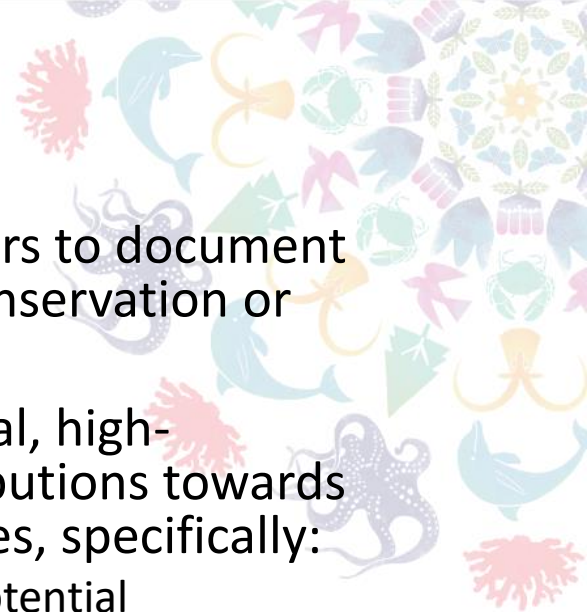 rs to document
nservation or
al, high-
butions towards
es, specifically:
otential